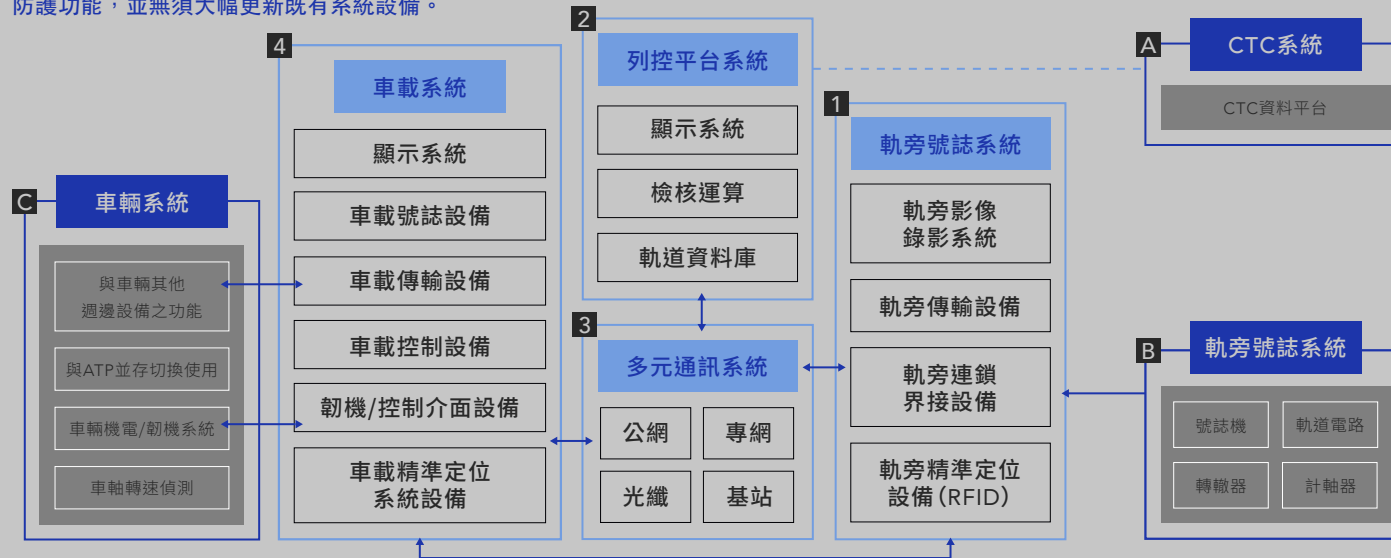 防護功能，並無須大幅更新既有系統設備。
C
車輛系統
與車輛其他
週邊設備之功能
與ATP並存切換使用
車輛機電/韌機系統
車軸轉速偵測
4
車載系統
顯示系統
車載號誌設備
車載傳輸設備
車載控制設備
韌機/控制介面設備
車載精準定位
系統設備
2
列控平台系統
顯示系統
檢核運算
軌道資料庫
3
多元通訊系統
公網
專網
光纖
基站
1
軌旁號誌系統
軌旁影像
錄影系統
軌旁傳輸設備
軌旁連鎖
界接設備
軌旁精準定位
設備(RFID)
A
CTC系統
CTC資料平台
B
軌旁號誌系統
號誌機
軌道電路
轉轍器
計軸器